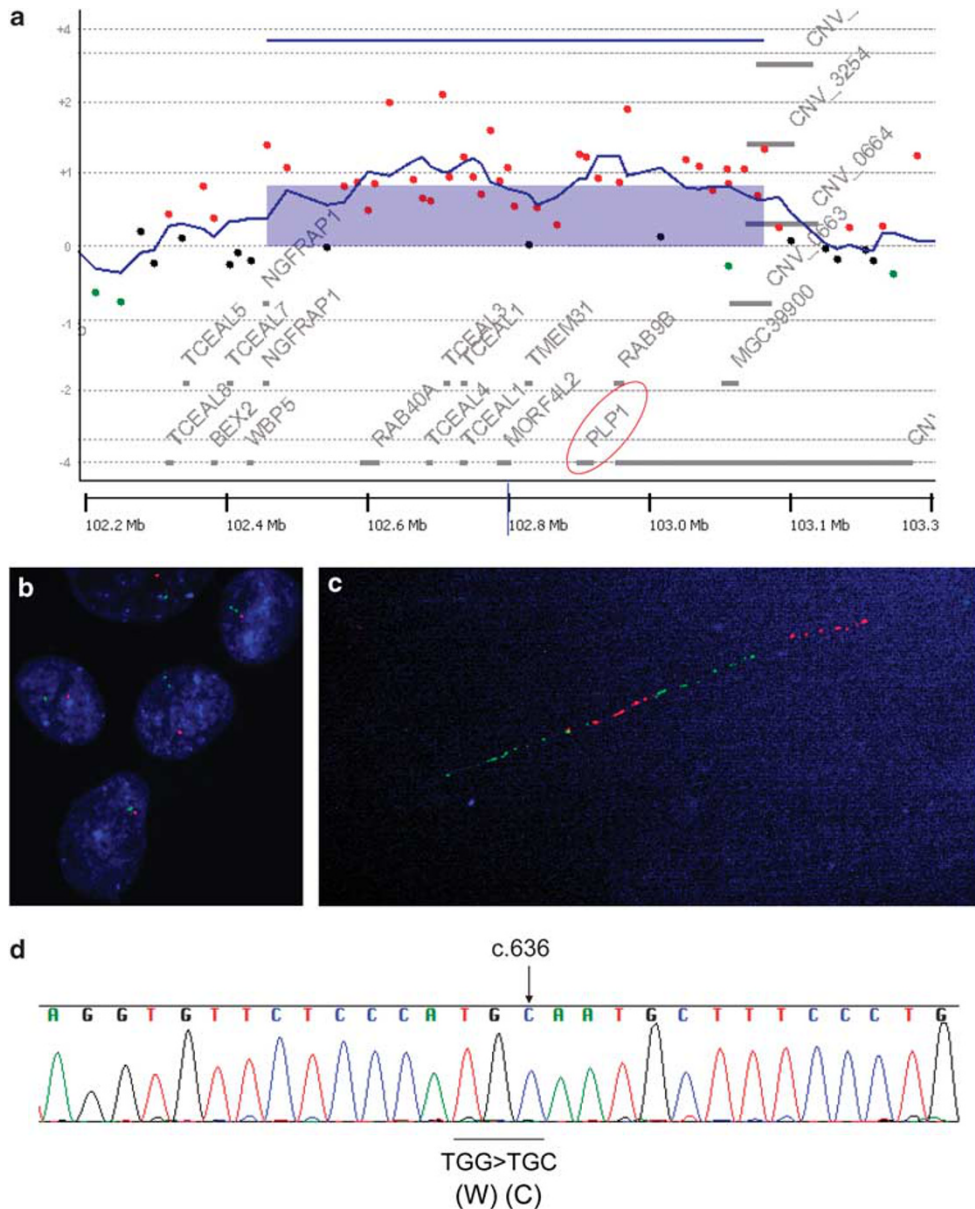 a
+4
+2
+1
0
-1
-2
-4
CNV_
CNV_3254
CNV_0664
CNV_0663
NGFRAP1
TCEAL5
TCEAL7
NGFRAP1
TCEAL3
TCEAL1
TMEM31
RAB9B
MGC39900
TCEAL8
BEX2
WBP5
RAB40A
TCEAL4
TCEAL1
MORF4L2
PLP1
102.2 Mb 102.4 Mb 102.6 Mb 102.8 Mb 103.0 Mb 103.1 Mb 103.3
b
c
d
c.636
A G G T G T T C T C C C A T G C A A T G C T T T C C C T G
TGG>TGC
(W) (C)